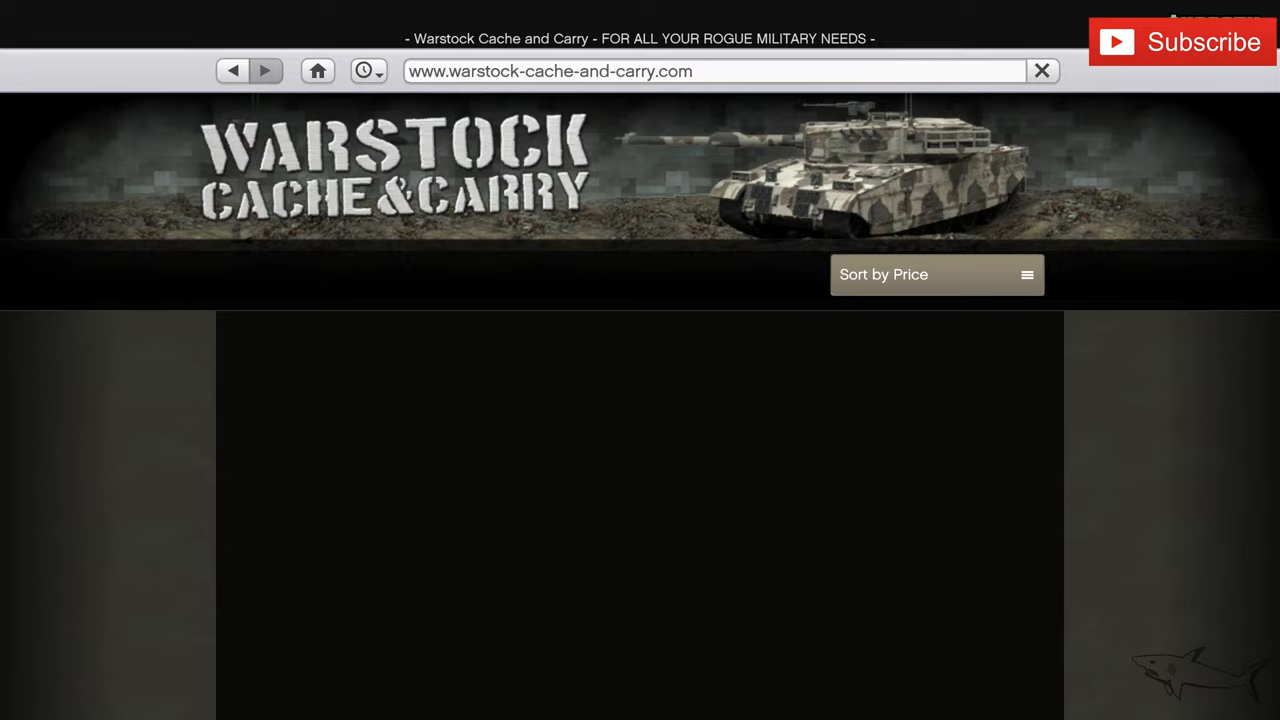 - Warstock Cache and Carry - FOR ALL YOUR ROGUE MILITARY NEEDS -
Subscribe
www.warstock-cache-and-carry.com
WARSTOCK
CACHE&CARRY
Sort by Price